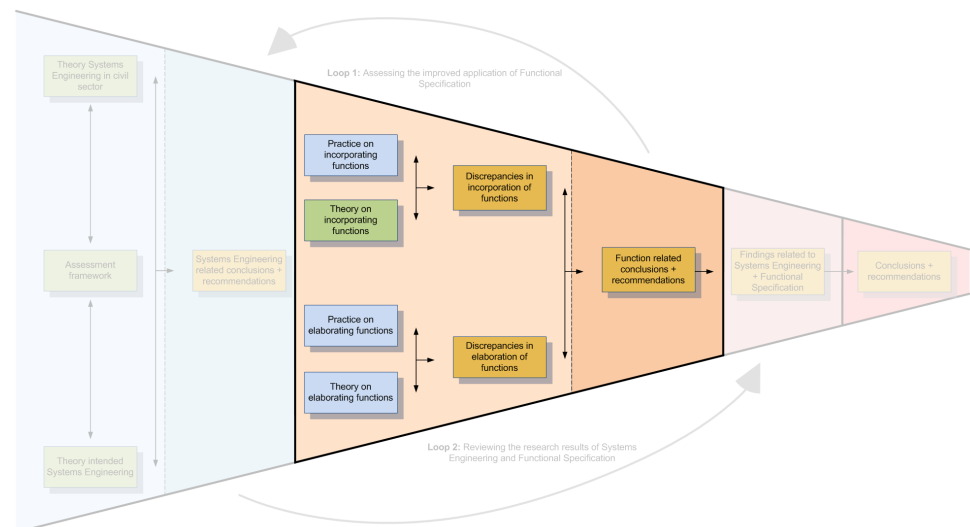 Theory Systems
Engineering in civil
sector
Loop 1: Assessing the improved application of Functional
Specification
Practice on
incorporating
functions
Discrepancies in
incorporation of
functions
Theory on
incorporating
functions
Assessment
framework
Systems Engineering
related conclusions +
recommendations
Function related
conclusions +
recommendations
Findings related to
Systems Engineering
+ Functional
Specification
Conclusions +
recommendations
Practice on
elaborating functions
Discrepancies in
elaboration of
functions
Theory on
elaborating functions
Theory intended
Systems Engineering
Loop 2: Reviewing the research results of Systems
Engineering and Functional Specification